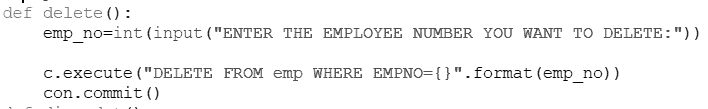 def delete():
    emp_no=int(input("ENTER THE EMPLOYEE NUMBER YOU WANT TO DELETE:"))
    c.execute("DELETE FROM emp WHERE EMPNO={}".format(emp_no))
    con.commit()